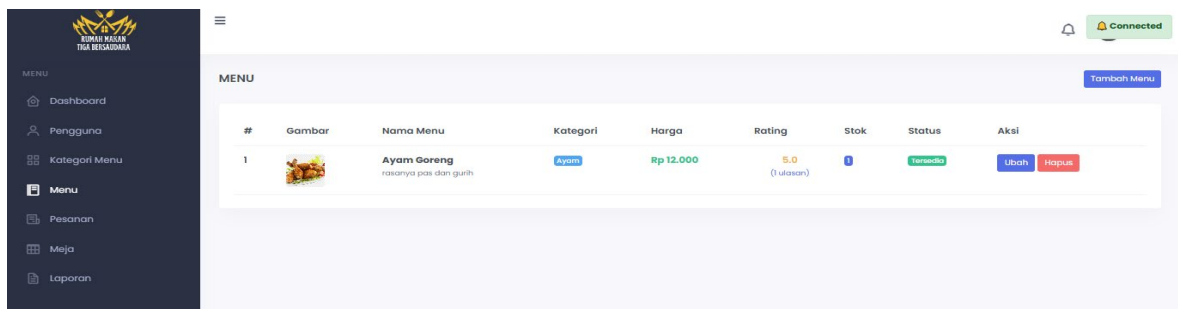 RUMAH MAKAN
TIGA BERSAUDARA
🔔 Connected
MENU
Dashboard
Pengguna
Kategori Menu
Menu
Pesanan
Meja
Laporan
MENU
Tambah Menu
# Gambar Nama Menu Kategori Harga Rating Stok Status Aksi
1 Ayam Goreng Ayam Rp 12.000 5.0 1 Tersedia Ubah Hapus
rasanya pas dan gurih (1 ulasan)